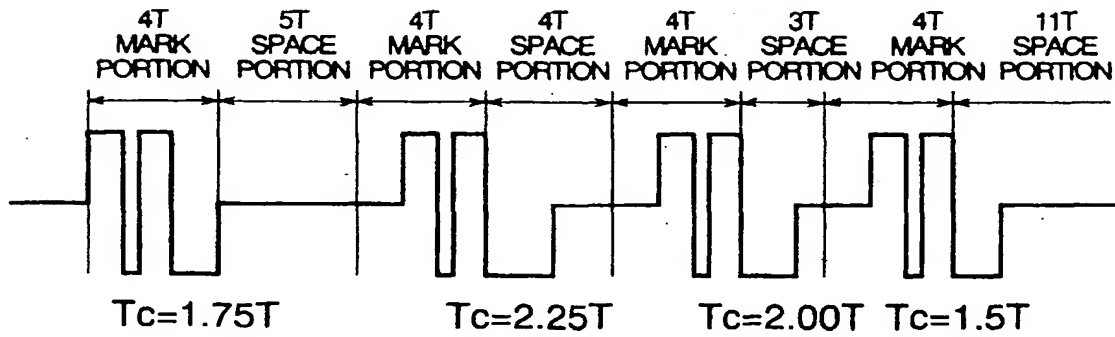 4T MARK PORTION
5T SPACE PORTION
4T MARK PORTION
4T SPACE PORTION
4T MARK PORTION
3T SPACE PORTION
4T MARK PORTION
11T SPACE PORTION
Tc=1.75T
Tc=2.25T
Tc=2.00T
Tc=1.5T